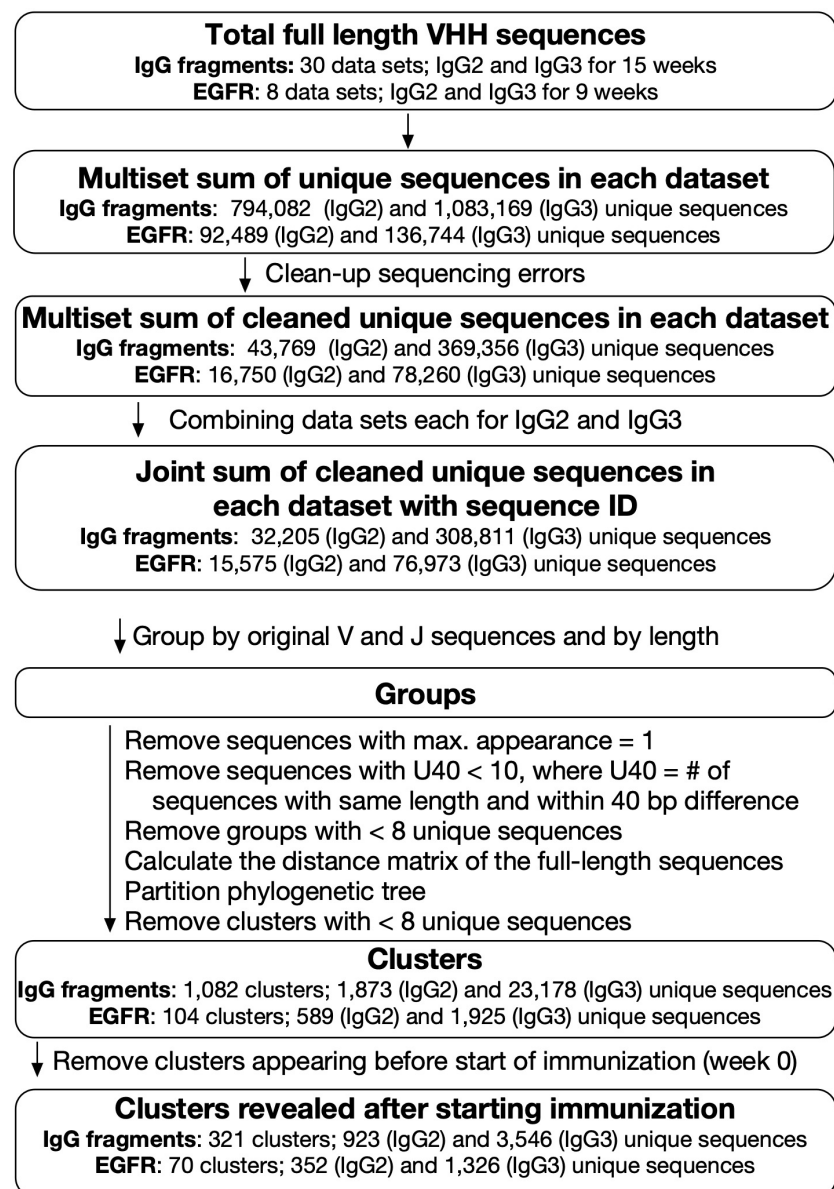 Total full length VHH sequences
IgG fragments: 30 data sets; IgG2 and IgG3 for 15 weeks
EGFR: 8 data sets; IgG2 and IgG3 for 9 weeks
Multiset sum of unique sequences in each dataset
IgG fragments: 794,082 (IgG2) and 1,083,169 (IgG3) unique sequences
EGFR: 92,489 (IgG2) and 136,744 (IgG3) unique sequences
Clean-up sequencing errors
Multiset sum of cleaned unique sequences in each dataset
IgG fragments: 43,769 (IgG2) and 369,356 (IgG3) unique sequences
EGFR: 16,750 (IgG2) and 78,260 (IgG3) unique sequences
Combining data sets each for IgG2 and IgG3
Joint sum of cleaned unique sequences in
each dataset with sequence ID
IgG fragments: 32,205 (IgG2) and 308,811 (IgG3) unique sequences
EGFR: 15,575 (IgG2) and 76,973 (IgG3) unique sequences
Group by original V and J sequences and by length
Groups
Remove sequences with max. appearance = 1
Remove sequences with U40 < 10, where U40 = # of
sequences with same length and within 40 bp difference
Remove groups with < 8 unique sequences
Calculate the distance matrix of the full-length sequences
Partition phylogenetic tree
Remove clusters with < 8 unique sequences
Clusters
IgG fragments: 1,082 clusters; 1,873 (IgG2) and 23,178 (IgG3) unique sequences
EGFR: 104 clusters; 589 (IgG2) and 1,925 (IgG3) unique sequences
Remove clusters appearing before start of immunization (week 0)
Clusters revealed after starting immunization
IgG fragments: 321 clusters; 923 (IgG2) and 3,546 (IgG3) unique sequences
EGFR: 70 clusters; 352 (IgG2) and 1,326 (IgG3) unique sequences